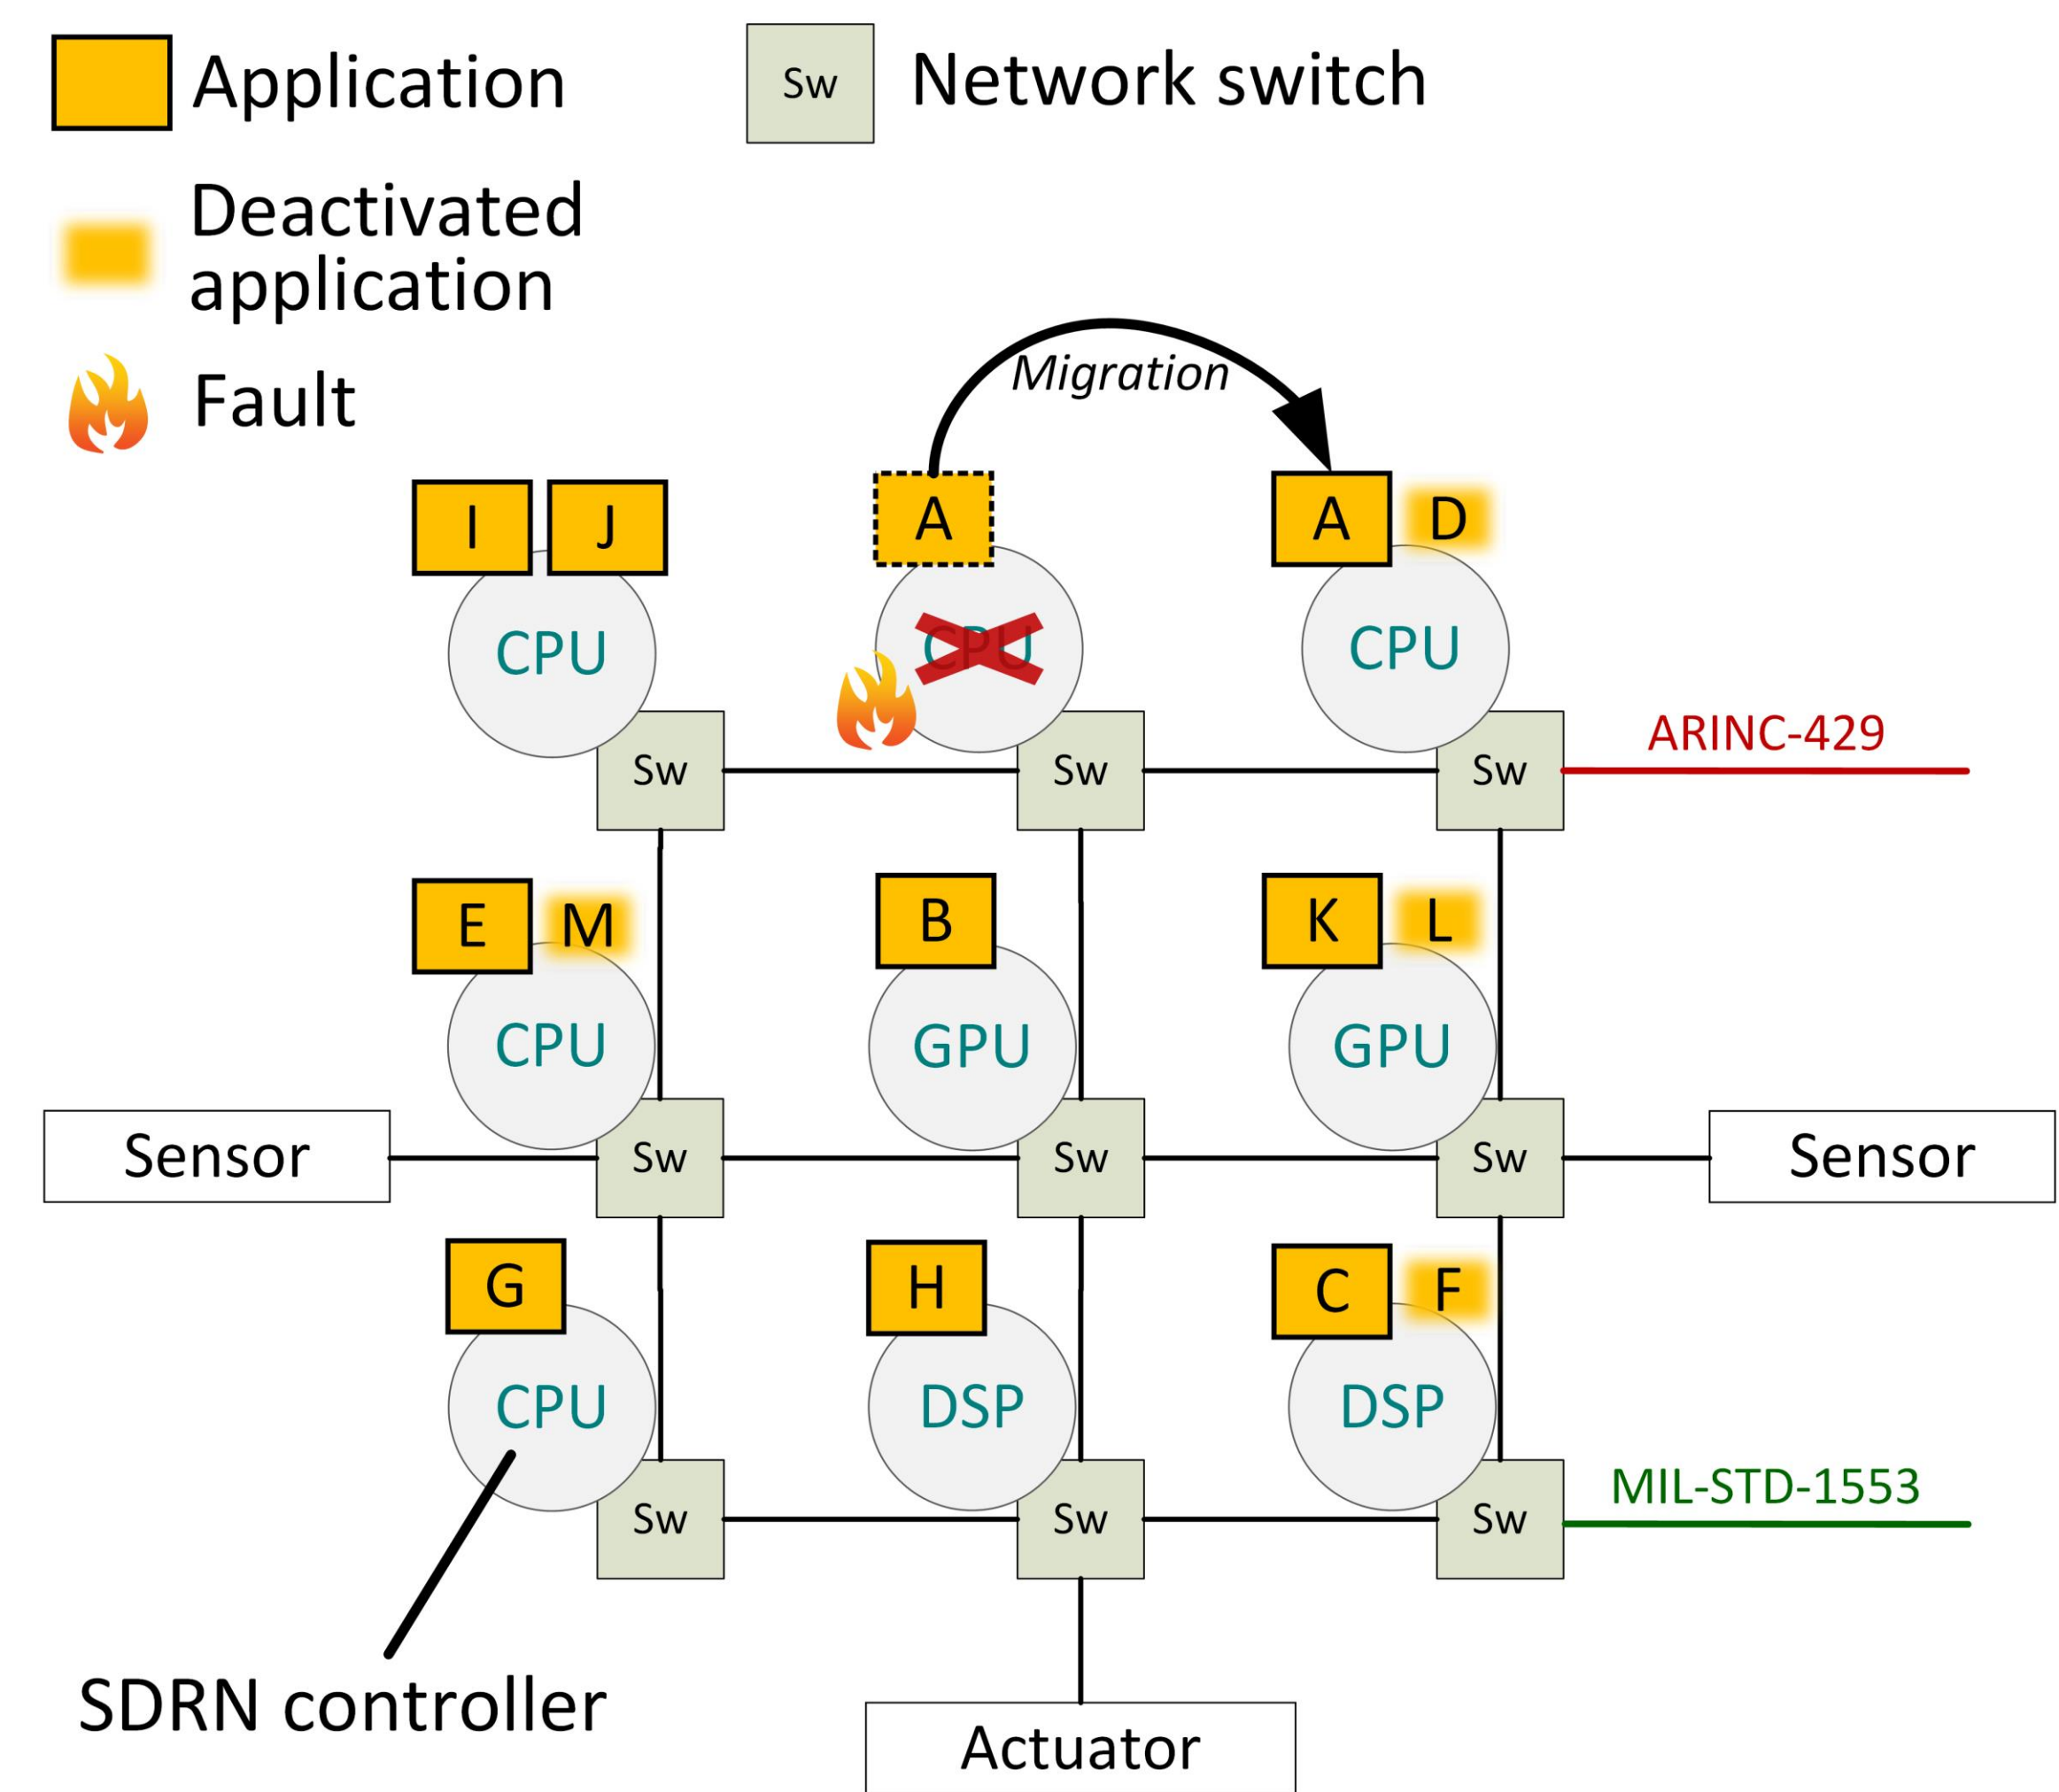 Application
Sw
Network switch
Deactivated
application
Fault
Migration
I
J
A
A
D
CPU
CPU
CPU
Sw
Sw
Sw
ARINC-429
E
M
B
K
L
CPU
GPU
GPU
Sensor
Sw
Sw
Sw
Sensor
G
H
C
F
CPU
DSP
DSP
Sw
Sw
Sw
MIL-STD-1553
SDRN controller
Actuator